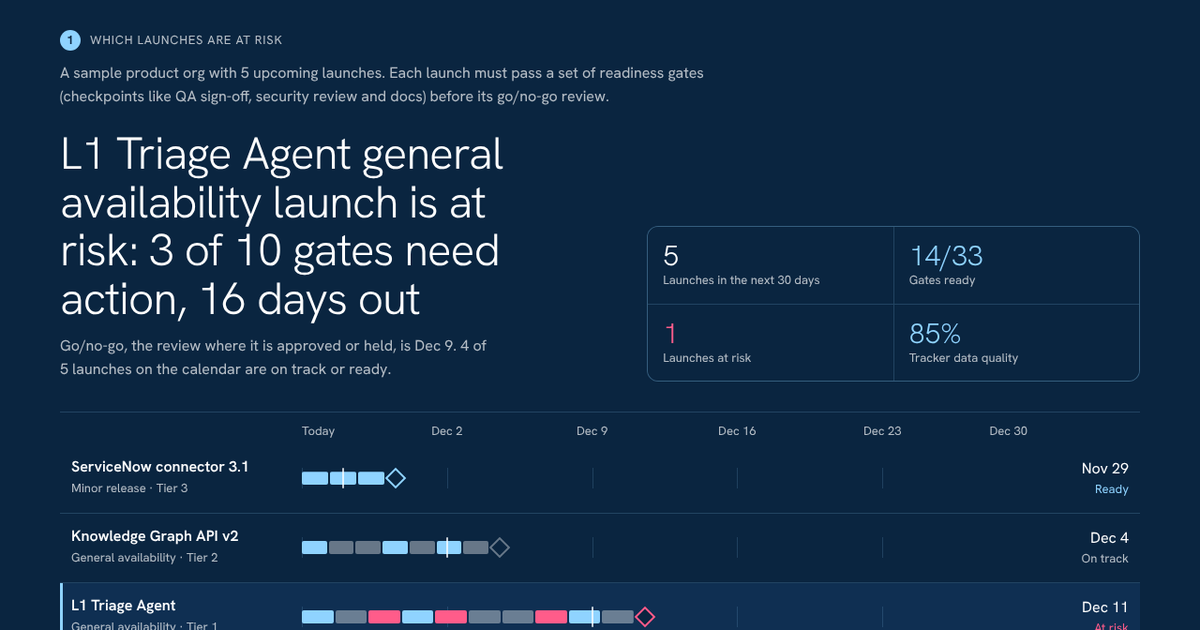 1 WHICH LAUNCHES ARE AT RISK
A sample product org with 5 upcoming launches. Each launch must pass a set of readiness gates
(checkpoints like QA sign-off, security review and docs) before its go/no-go review.
L1 Triage Agent general
availability launch is at
risk: 3 of 10 gates need
action, 16 days out
Go/no-go, the review where it is approved or held, is Dec 9. 4 of
5 launches on the calendar are on track or ready.
5
Launches in the next 30 days
14/33
Gates ready
1
Launches at risk
85%
Tracker data quality
Today Dec 2 Dec 9 Dec 16 Dec 23 Dec 30
ServiceNow connector 3.1
Minor release · Tier 3
Nov 29
Ready
Knowledge Graph API v2
General availability · Tier 2
Dec 4
On track
L1 Triage Agent
General availability · Tier 1
Dec 11
At risk